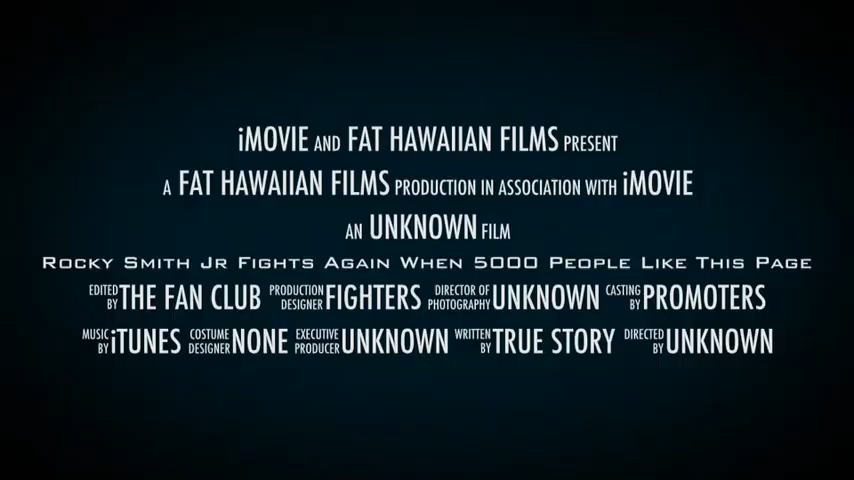 iMOVIE AND FAT HAWAIIAN FILMS PRESENT
A FAT HAWAIIAN FILMS PRODUCTION IN ASSOCIATION WITH iMOVIE
AN UNKNOWN FILM
ROCKY SMITH JR FIGHTS AGAIN WHEN 5000 PEOPLE LIKE THIS PAGE
EDITED BY THE FAN CLUB PRODUCTION DESIGNER FIGHTERS DIRECTOR OF PHOTOGRAPHY UNKNOWN CASTING BY PROMOTERS
MUSIC BY iTUNES COSTUME DESIGNER NONE EXECUTIVE PRODUCER UNKNOWN WRITTEN BY TRUE STORY DIRECTED BY UNKNOWN